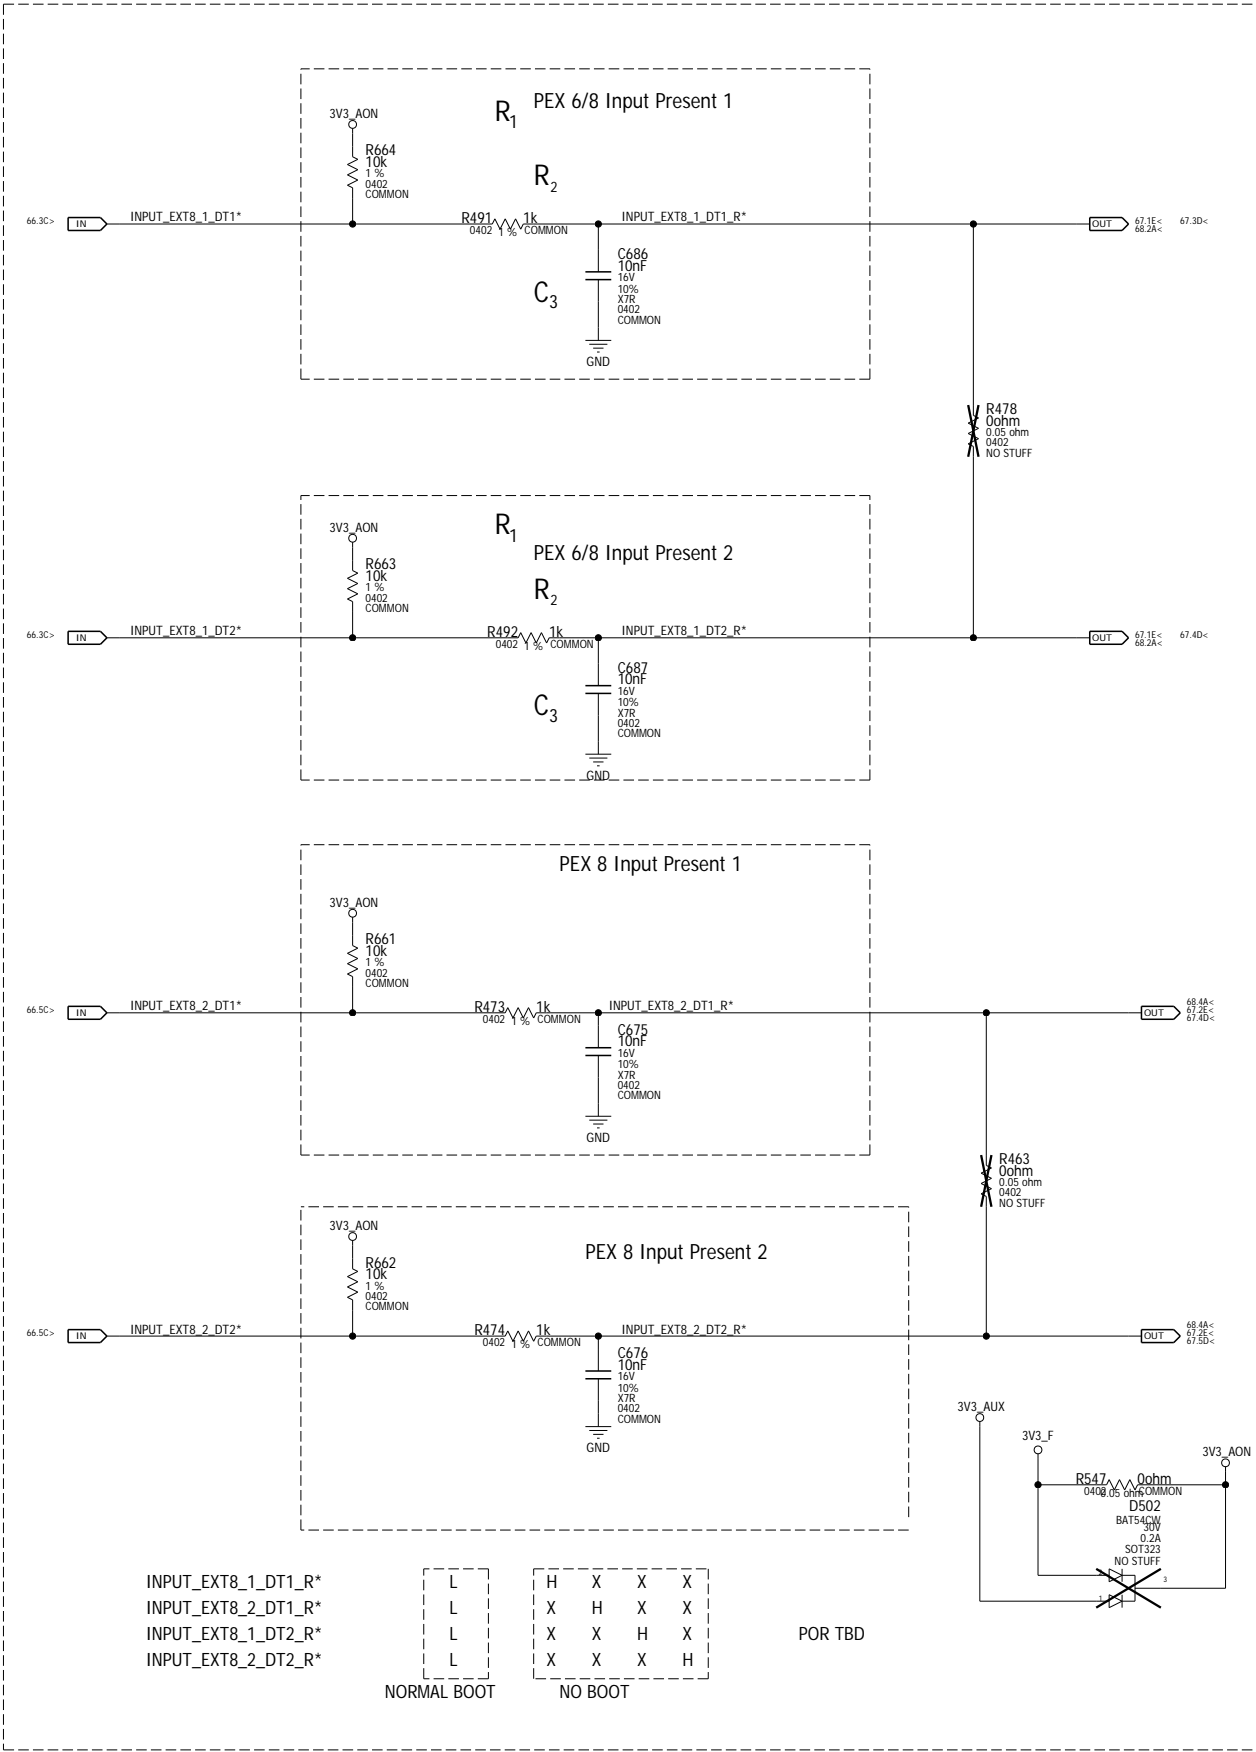 PEX 6/8 Input Present 1
R1
3V3_AON
R664
10k
1 %
0402
COMMON
R2
66.3C>
IN
INPUT_EXT8_1_DT1*
R491
1k
0402
1 %
COMMON
INPUT_EXT8_1_DT1_R*
OUT
67.1E<
68.2A<
67.3D<
C686
10nF
16V
10%
X7R
0402
COMMON
C3
GND
R478
0ohm
0.05 ohm
0402
NO STUFF
R1
3V3_AON
PEX 6/8 Input Present 2
R663
10k
1 %
0402
COMMON
R2
66.3C>
IN
INPUT_EXT8_1_DT2*
R492
1k
0402
1 %
COMMON
INPUT_EXT8_1_DT2_R*
OUT
67.1E<
68.2A<
67.4D<
C687
10nF
16V
10%
X7R
0402
COMMON
C3
GND
PEX 8 Input Present 1
3V3_AON
R661
10k
1 %
0402
COMMON
66.5C>
IN
INPUT_EXT8_2_DT1*
R473
1k
0402
1 %
COMMON
INPUT_EXT8_2_DT1_R*
OUT
68.4A<
67.2E<
67.4D<
C675
10nF
16V
10%
X7R
0402
COMMON
GND
R463
0ohm
0.05 ohm
0402
NO STUFF
3V3_AON
PEX 8 Input Present 2
R662
10k
1 %
0402
COMMON
66.5C>
IN
INPUT_EXT8_2_DT2*
R474
1k
0402
1 %
COMMON
INPUT_EXT8_2_DT2_R*
OUT
68.4A<
67.2E<
67.5D<
C676
10nF
16V
10%
X7R
0402
COMMON
GND
3V3_AUX
3V3_F
3V3_AON
R547
0ohm
0402
0.05 ohm
COMMON
D502
BAT54CW
30V
0.2A
SOT323
NO STUFF
2
3
1
INPUT_EXT8_1_DT1_R* L H X X X
INPUT_EXT8_2_DT1_R* L X H X X
INPUT_EXT8_1_DT2_R* L X X H X POR TBD
INPUT_EXT8_2_DT2_R* L X X X H
NORMAL BOOT NO BOOT